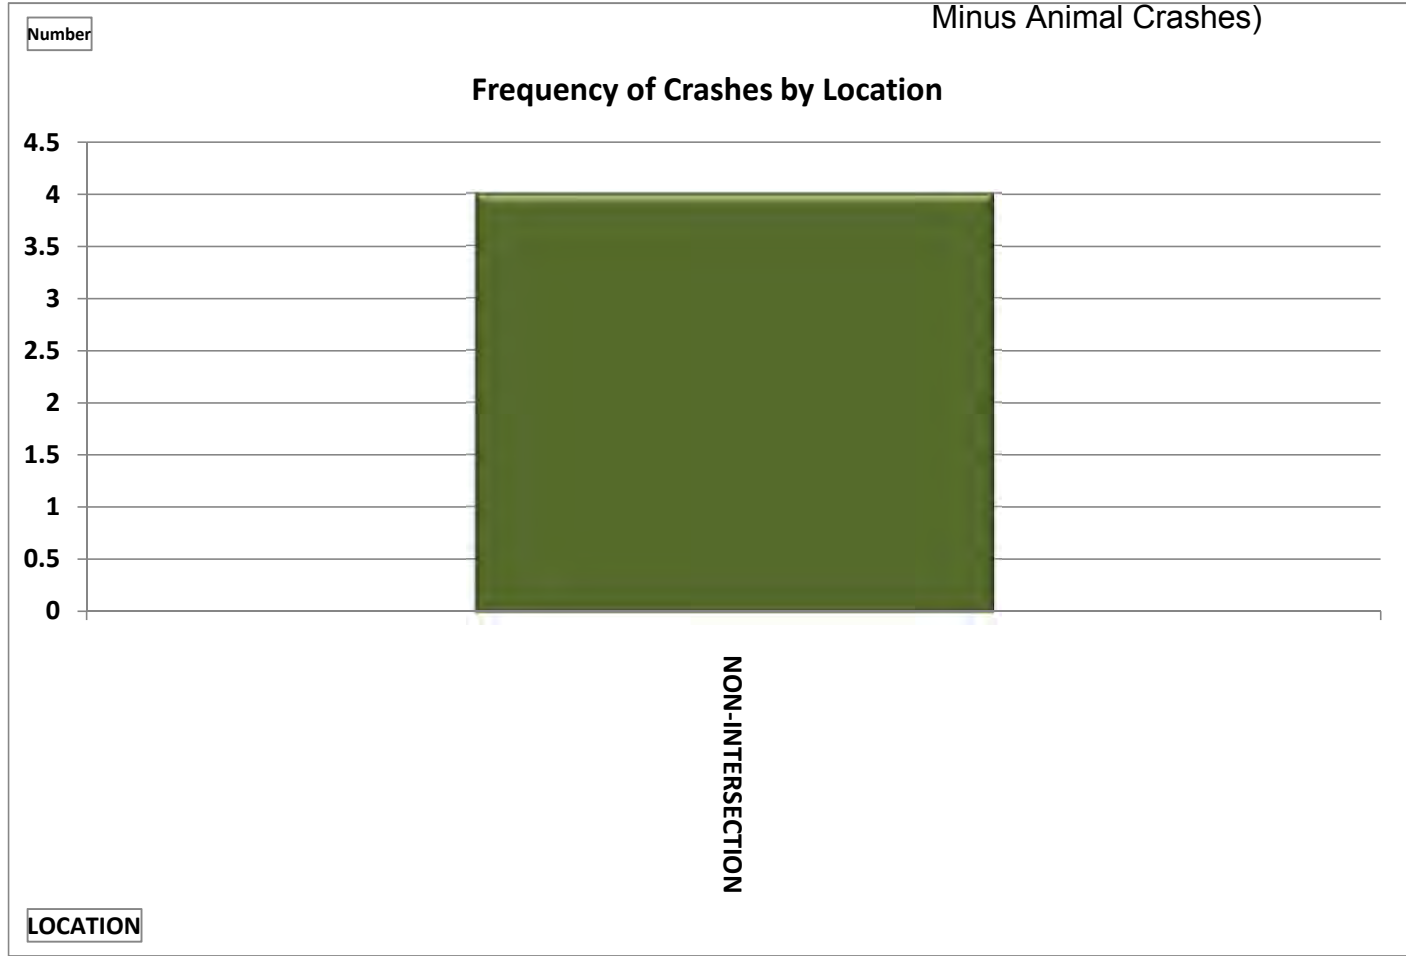 Minus Animal Crashes)
Number
Frequency of Crashes by Location
4.5
4
3.5
3
2.5
2
1.5
1
0.5
0
NON-INTERSECTION
LOCATION